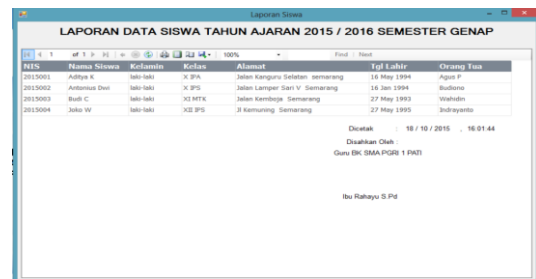 Laporan Siswa
LAPORAN DATA SISWA TAHUN AJARAN 2015 / 2016 SEMESTER GENAP
1 of 1 100% Find | Next
NIS Nama Siswa Kelamin Kelas Alamat Tgl Lahir Orang Tua
2015001 Aditya K laki-laki X IPA Jalan Kanguru Selatan semarang 16 May 1994 Agus P
2015002 Antonius Dwi laki-laki X IPS Jalan Lamper Sari V Semarang 16 Jan 1994 Budiono
2015003 Budi C laki-laki XI MTK Jalan Kemboja Semarang 27 May 1993 Wahidin
2015004 Joko W laki-laki XII IPS Jl Kemuning Semarang 27 May 1995 Indrayanto
Dicetak : 18 / 10 / 2015 , 16:01:44
Disahkan Oleh :
Guru BK SMA PGRI 1 PATI
Ibu Rahayu S.Pd